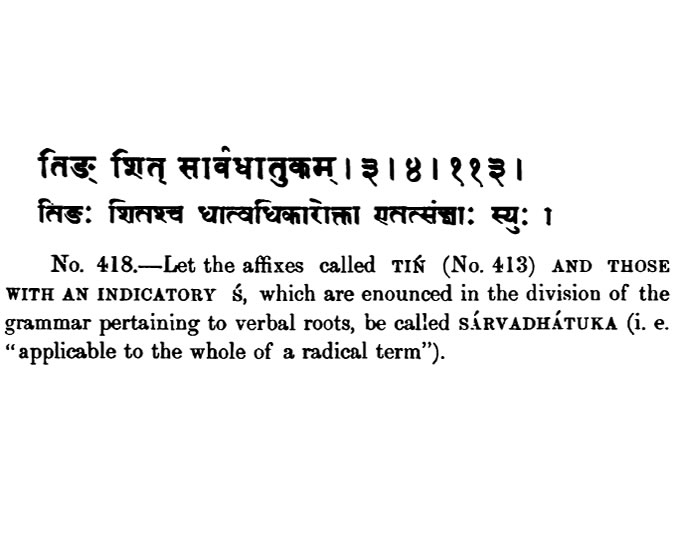 तिङ् शित् सार्वधातुकम् । ३ । ४ । ११३ ।
तिङः शितश्च धात्वधिकारोक्ता एतत्संज्ञाः स्युः ।
No. 418.—Let the affixes called TIŃ (No. 413) AND THOSE
WITH AN INDICATORY Ś, which are enounced in the division of the
grammar pertaining to verbal roots, be called SÁRVADHÁTUKA (i. e.
“applicable to the whole of a radical term”).